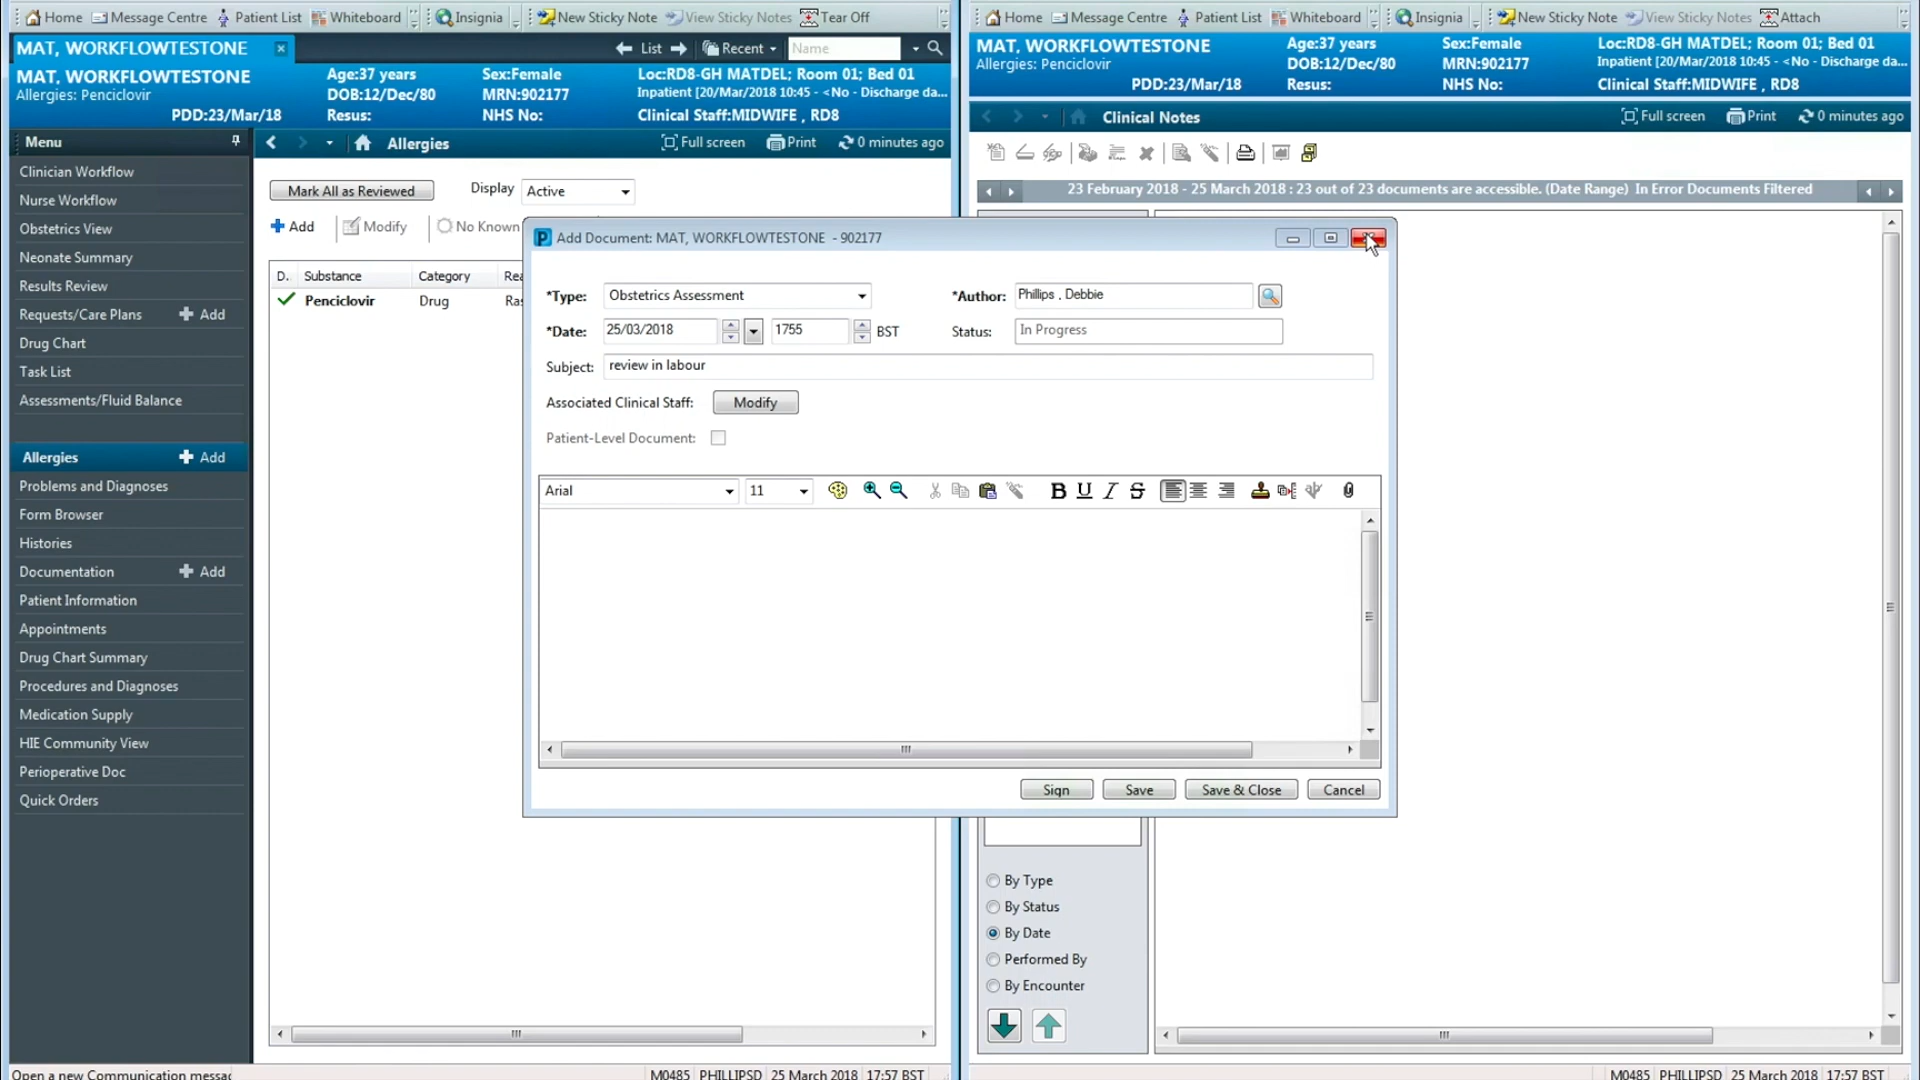 Home Message Centre Patient List Whiteboard Insignia New Sticky Note View Sticky Notes Tear Off
MAT, WORKFLOWTESTONE List Recent Name
MAT, WORKFLOWTESTONE Age:37 years Sex:Female Loc:RD8-GH MATDEL; Room 01; Bed 01
Allergies: Penciclovir DOB:12/Dec/80 MRN:902177 Inpatient [20/Mar/2018 10:45 - <No - Discharge da...
PDD:23/Mar/18 Resus: NHS No: Clinical Staff:MIDWIFE , RD8
Menu
Clinician Workflow
Nurse Workflow
Obstetrics View
Neonate Summary
Results Review
Requests/Care Plans Add
Drug Chart
Task List
Assessments/Fluid Balance
Allergies Add
Problems and Diagnoses
Form Browser
Histories
Documentation Add
Patient Information
Appointments
Drug Chart Summary
Procedures and Diagnoses
Medication Supply
HIE Community View
Perioperative Doc
Quick Orders
Allergies Full screen Print 0 minutes ago
Mark All as Reviewed Display Active
Add Modify No Known
D. Substance Category Rea
Penciclovir Drug Ras
Home Message Centre Patient List Whiteboard Insignia New Sticky Note View Sticky Notes Attach
MAT, WORKFLOWTESTONE Age:37 years Sex:Female Loc:RD8-GH MATDEL; Room 01; Bed 01
Allergies: Penciclovir DOB:12/Dec/80 MRN:902177 Inpatient [20/Mar/2018 10:45 - <No - Discharge da...
PDD:23/Mar/18 Resus: NHS No: Clinical Staff:MIDWIFE , RD8
Clinical Notes Full screen Print 0 minutes ago
23 February 2018 - 25 March 2018 : 23 out of 23 documents are accessible. (Date Range) In Error Documents Filtered
Add Document: MAT, WORKFLOWTESTONE - 902177
*Type: Obstetrics Assessment *Author: Phillips , Debbie
*Date: 25/03/2018 1755 BST Status: In Progress
Subject: review in labour
Associated Clinical Staff: Modify
Patient-Level Document:
Arial 11 B U I S
Sign Save Save & Close Cancel
By Type
By Status
By Date
Performed By
By Encounter
Open a new Communication messag M0485 PHILLIPSD 25 March 2018 17:57 BST
M0485 PHILLIPSD 25 March 2018 17:57 BST